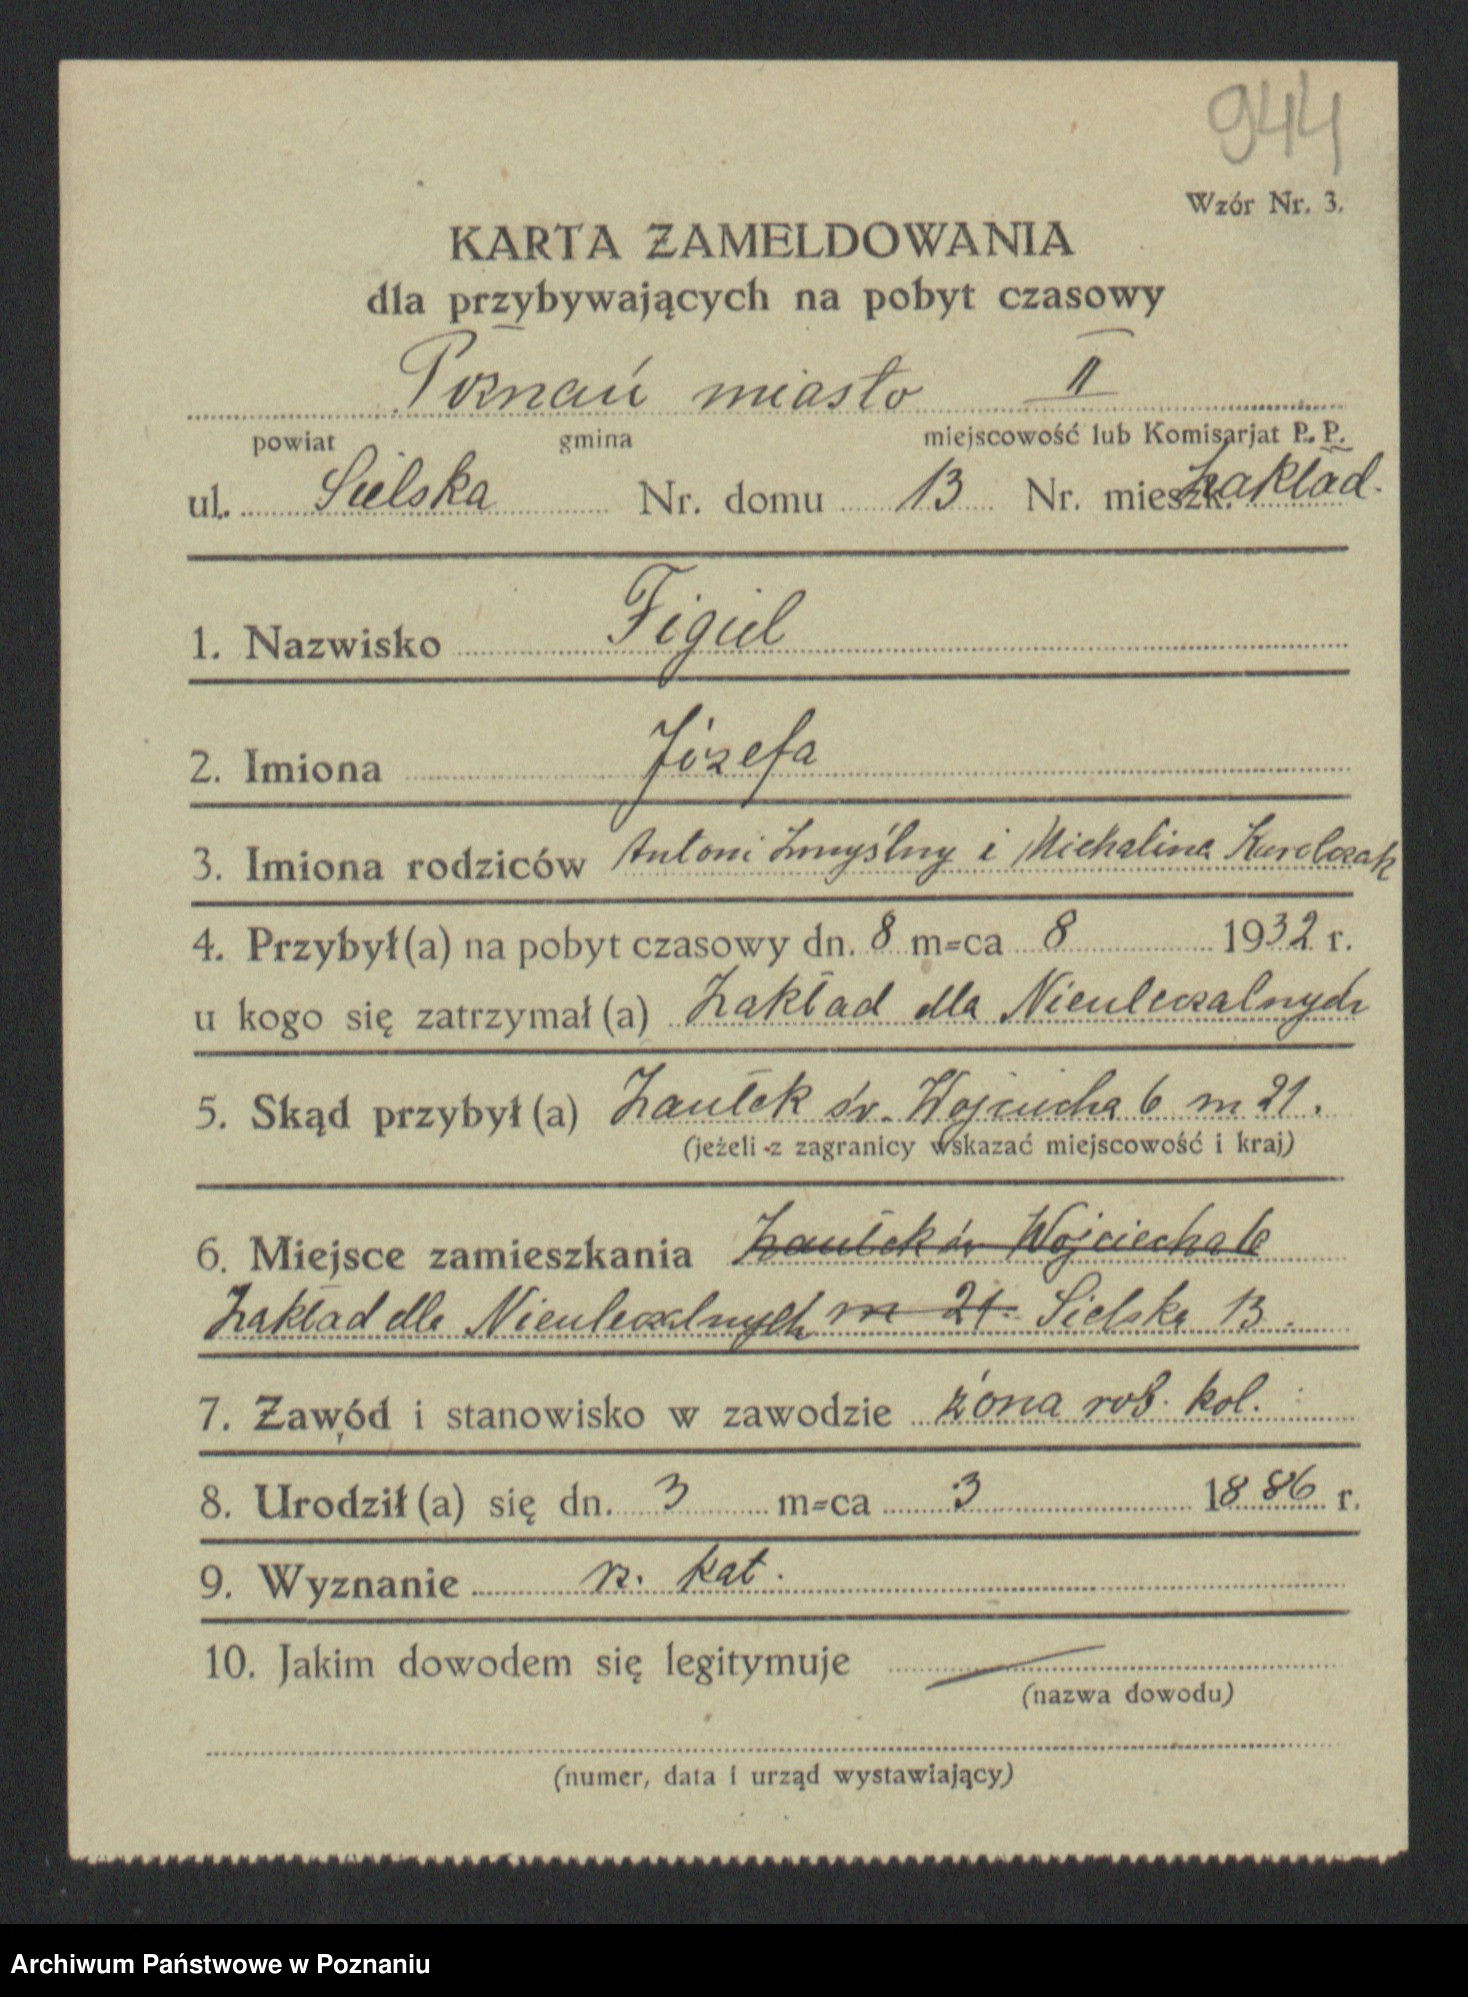 944
Wzór Nr. 3.
KARTA ZAMELDOWANIA
dla przybywających na pobyt czasowy
Poznań miasto II
powiat gmina miejscowość lub Komisarjat P. P.
ul. Sielska Nr. domu 13 Nr. mieszk. Zakład.
1. Nazwisko Figiel
2. Imiona Józefa
3. Imiona rodziców Antoni Zmyślny i Michalina Kurolczak
4. Przybył(a) na pobyt czasowy dn. 8 m=ca 8 1932 r.
u kogo się zatrzymał(a) Zakład dla Nieuleczalnych
5. Skąd przybył(a) Zaułek św. Wojciecha 6 m 21.
(jeżeli z zagranicy wskazać miejscowość i kraj)
6. Miejsce zamieszkania Zaułek św Wojciecha 6
Zakład dla Nieuleczalnych m 21. Sielska 13.
7. Zawód i stanowisko w zawodzie żona rob. kol.
8. Urodził(a) się dn. 3 m=ca 3 1886 r.
9. Wyznanie rz. kat.
10. Jakim dowodem się legitymuje
(nazwa dowodu)
(numer, data i urząd wystawiający)
Archiwum Państwowe w Poznaniu